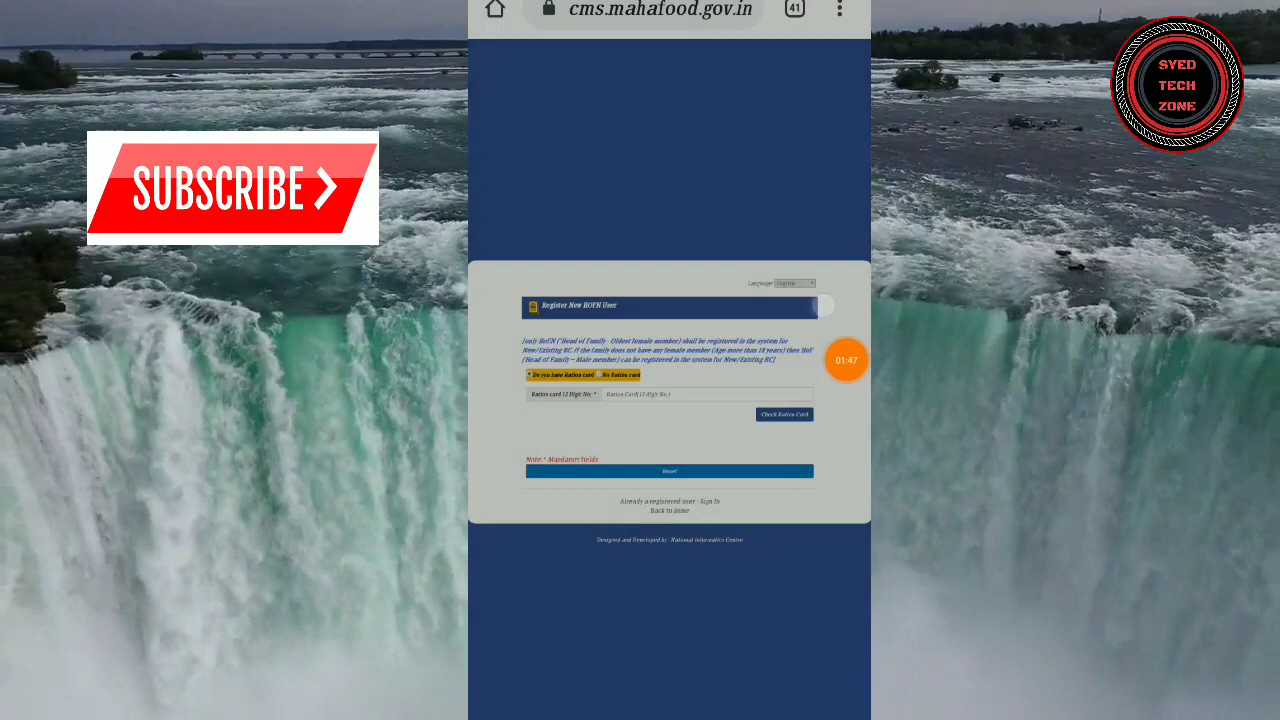 cms.mahafood.gov.in
41
SYED
TECH
ZONE
SUBSCRIBE
Language English
Register New HOFN User
[only HoFN ('Head of Family - Oldest female member) shall be registered in the system for
New/Existing RC. If the family does not have any female member (Age more than 18 years) then HoF
(Head of Family – Male member) can be registered in the system for New/Existing RC]
01:47
Do you have Ration card No Ration card
Ration card 12 Digit No. * Ration Card(12 digit No.)
Check Ration Card
Note: * Mandatory fields
Reset
Already a registered user - Sign In
Back to home
Designed and Developed by : National Informatics Centre